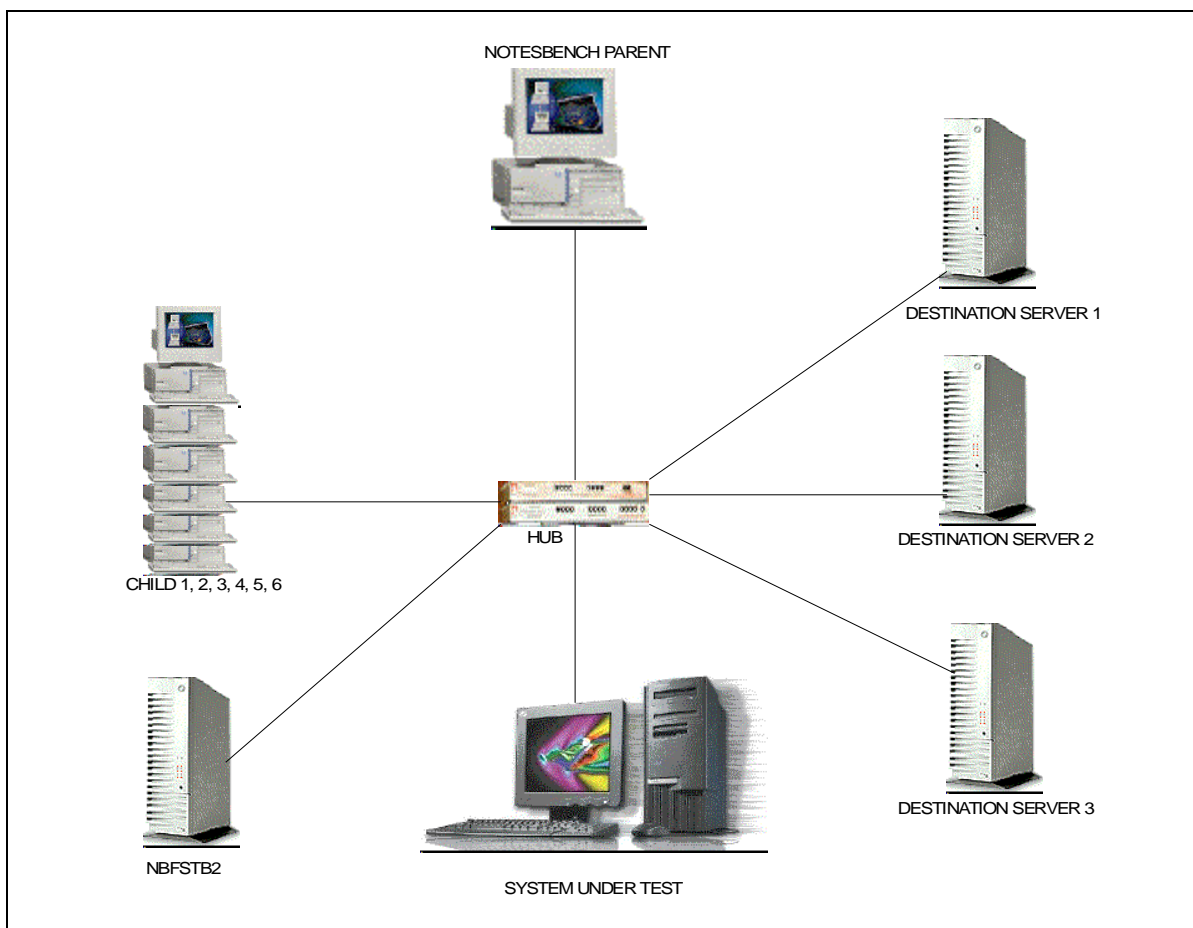 NOTESBENCH PARENT
DESTINATION SERVER 1
DESTINATION SERVER 2
HUB
CHILD 1, 2, 3, 4, 5, 6
DESTINATION SERVER 3
NBFSTB2
SYSTEM UNDER TEST